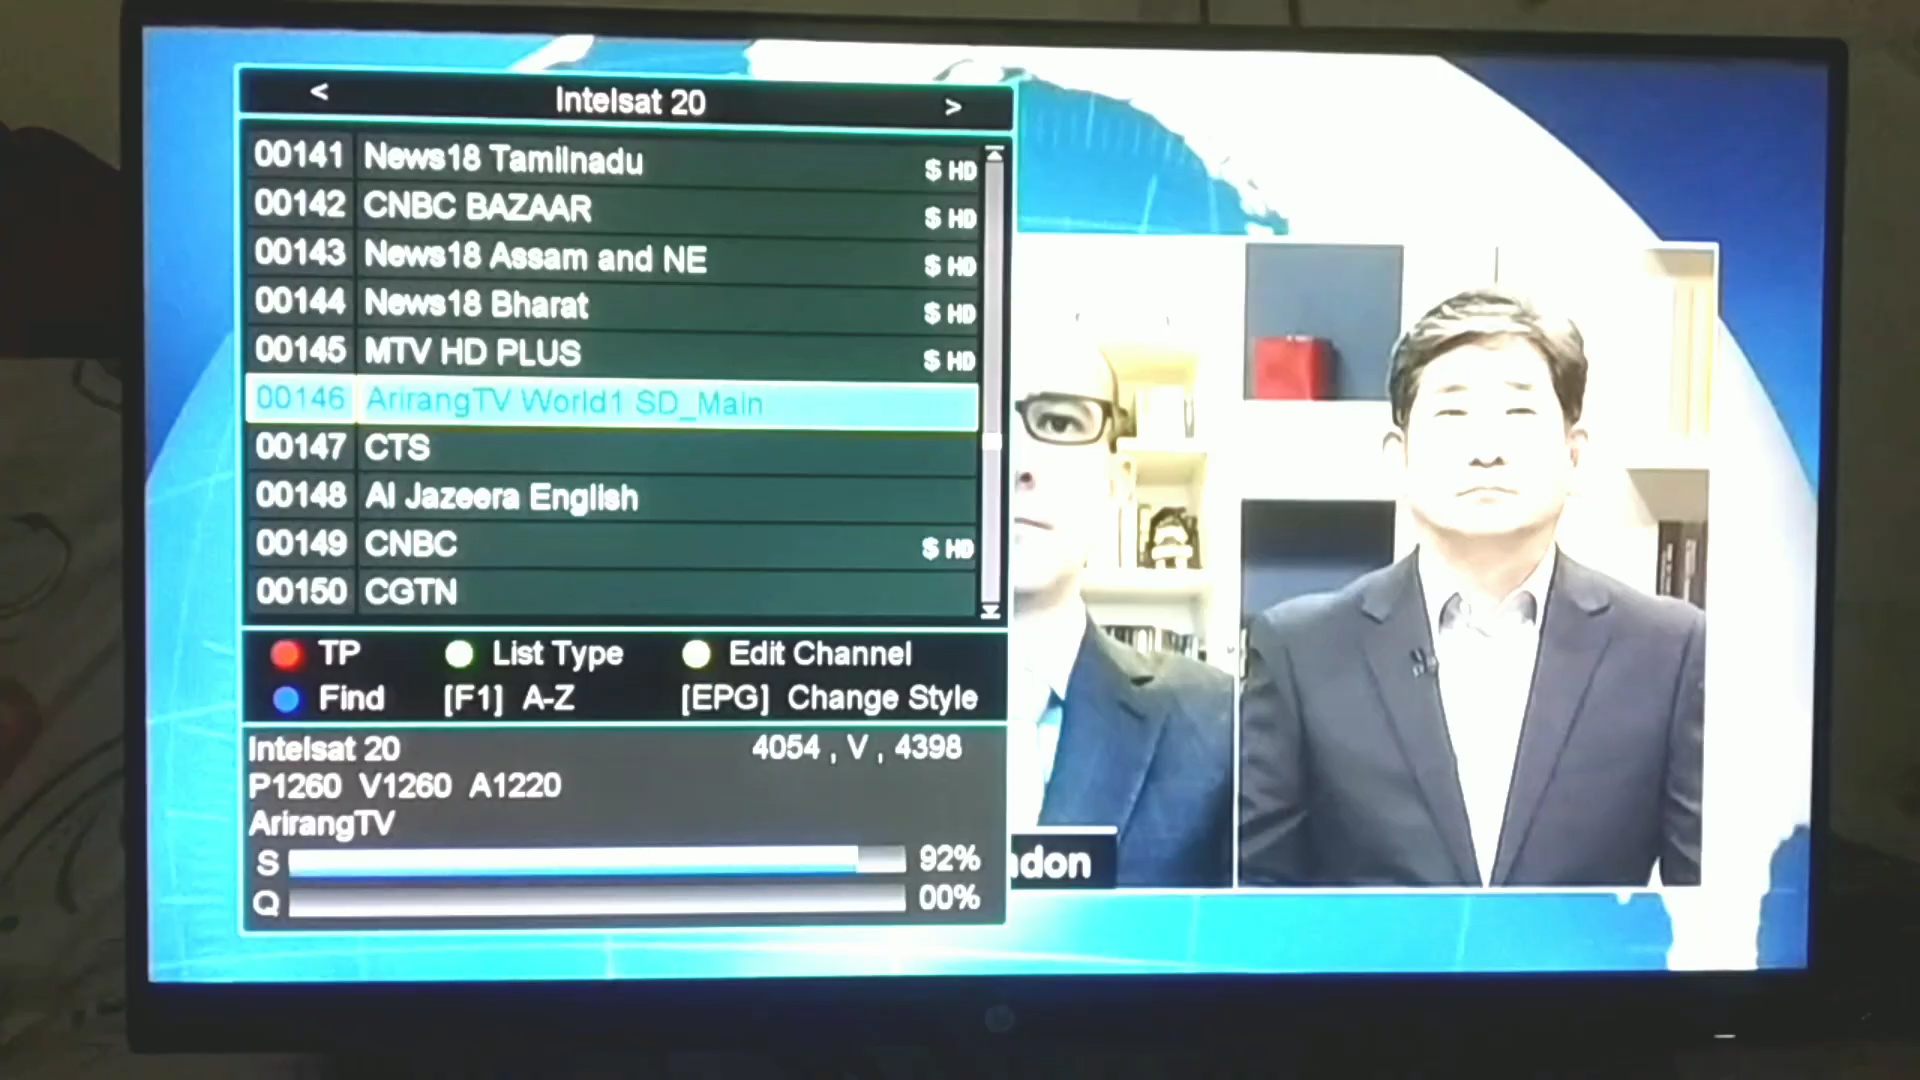 < Intelsat 20 >
00141 News18 Tamilnadu $ HD
00142 CNBC BAZAAR $ HD
00143 News18 Assam and NE $ HD
00144 News18 Bharat $ HD
00145 MTV HD PLUS $ HD
00146 ArirangTV World1 SD_Main
00147 CTS
00148 Al Jazeera English
00149 CNBC $ HD
00150 CGTN
TP List Type Edit Channel
Find [F1] A-Z [EPG] Change Style
Intelsat 20 4054 , V , 4398
P1260 V1260 A1220
ArirangTV
S 92%
Q 00%
don